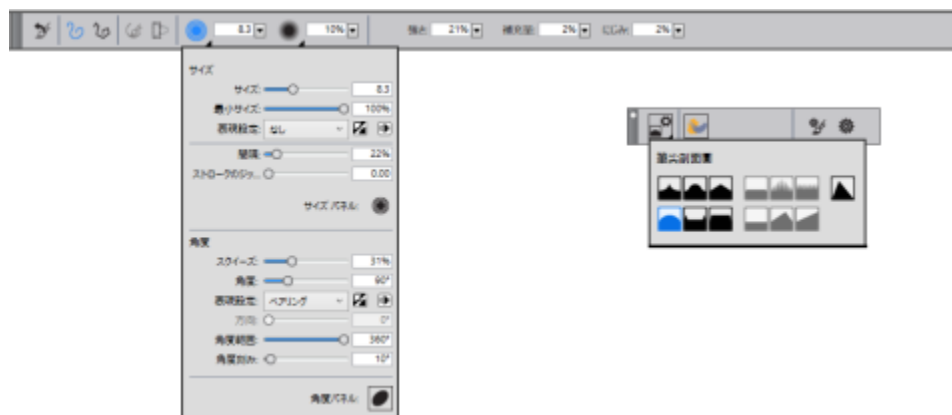 8.3 10% 強さ: 21% 補充量: 2% にじみ: 2%
サイズ
サイズ: 8.3
最小サイズ: 100%
表現設定: なし
間隔: 22%
ストロークのジッ... 0.00
サイズ パネル:
角度
スクイーズ: 31%
角度: 90°
表現設定: ベアリング
方向: 0°
角度範囲: 360°
角度刻み: 10°
角度パネル:
筆尖剖面圖